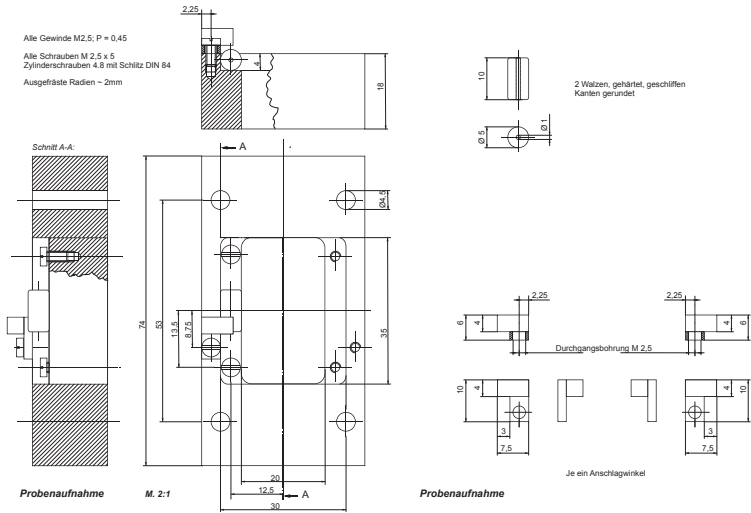 2,25
Alle Gewinde M2,5; P = 0,45
Alle Schrauben M 2,5 x 5
Zylinderschrauben 4.8 mit Schlitz DIN 84
Ausgefräste Radien ~ 2mm
4
18
10
2 Walzen, gehärtet, geschliffen
Kanten gerundet
Ø 5
Ø 1
Schnitt A-A:
A
Ø4,5
74
53
13,5
8,75
35
20
12,5
A
30
2,25
6
4
2,25
4
6
Durchgangsbohrung M 2,5
10
4
3
7,5
4
10
3
7,5
Je ein Anschlagwinkel
Probenaufnahme
M. 2:1
Probenaufnahme